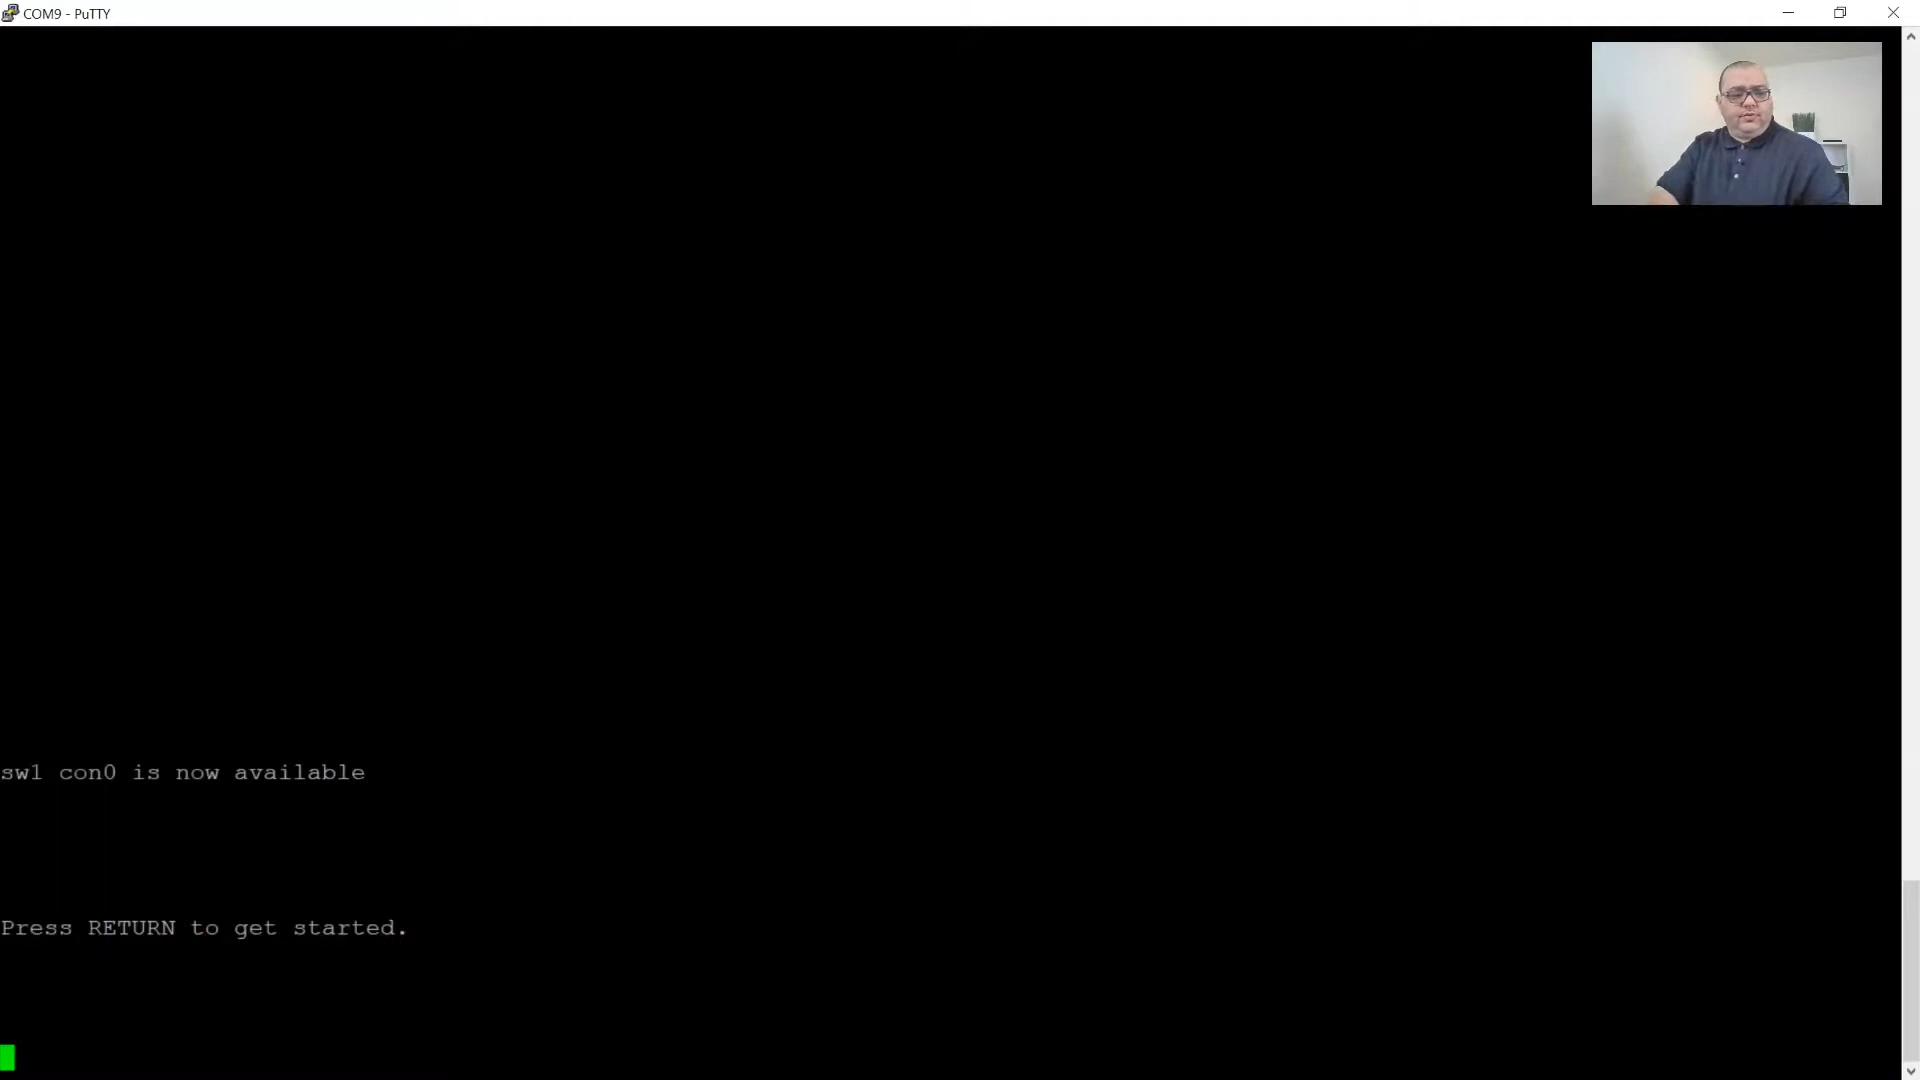 COM9 - PuTTY
sw1 con0 is now available
Press RETURN to get started.